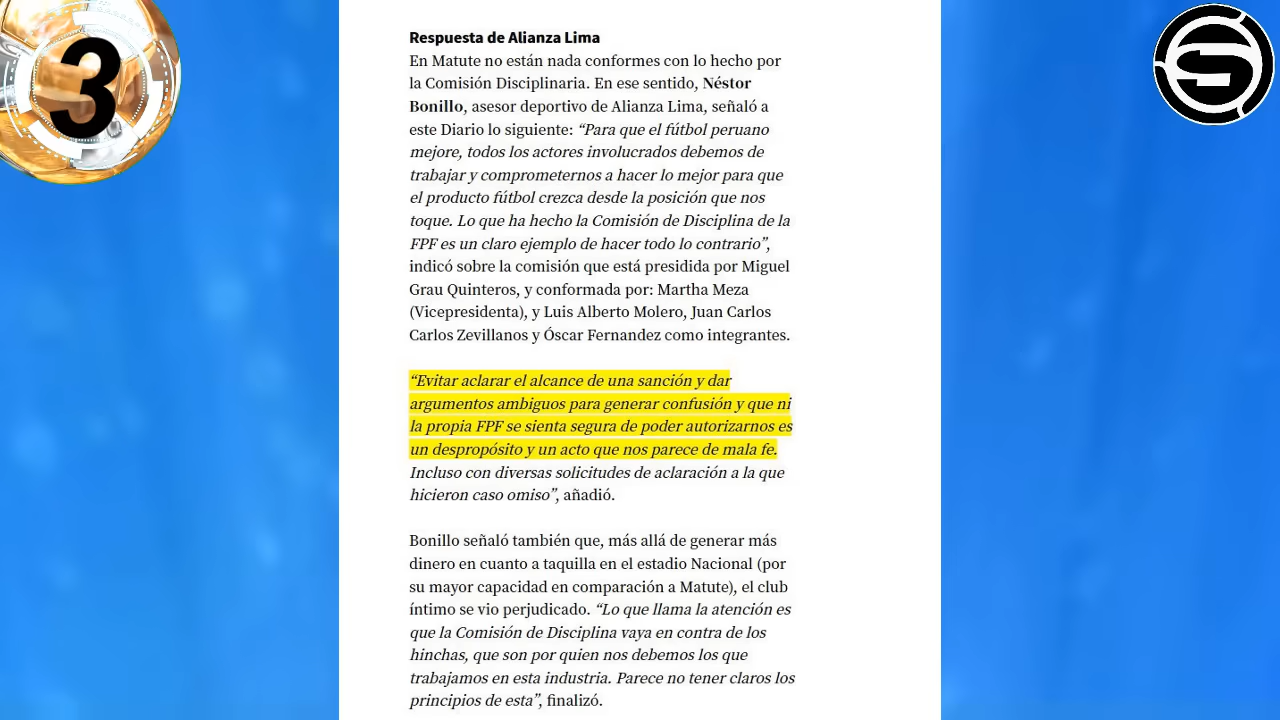 3
Respuesta de Alianza Lima
En Matute no están nada conformes con lo hecho por
la Comisión Disciplinaria. En ese sentido, Néstor
Bonillo, asesor deportivo de Alianza Lima, señaló a
este Diario lo siguiente: “Para que el fútbol peruano
mejore, todos los actores involucrados debemos de
trabajar y comprometernos a hacer lo mejor para que
el producto fútbol crezca desde la posición que nos
toque. Lo que ha hecho la Comisión de Disciplina de la
FPF es un claro ejemplo de hacer todo lo contrario”,
indicó sobre la comisión que está presidida por Miguel
Grau Quinteros, y conformada por: Martha Meza
(Vicepresidenta), y Luis Alberto Molero, Juan Carlos
Carlos Zevillanos y Óscar Fernandez como integrantes.
“Evitar aclarar el alcance de una sanción y dar
argumentos ambiguos para generar confusión y que ni
la propia FPF se sienta segura de poder autorizarnos es
un despropósito y un acto que nos parece de mala fe.
Incluso con diversas solicitudes de aclaración a la que
hicieron caso omiso”, añadió.
Bonillo señaló también que, más allá de generar más
dinero en cuanto a taquilla en el estadio Nacional (por
su mayor capacidad en comparación a Matute), el club
íntimo se vio perjudicado. “Lo que llama la atención es
que la Comisión de Disciplina vaya en contra de los
hinchas, que son por quien nos debemos los que
trabajamos en esta industria. Parece no tener claros los
principios de esta”, finalizó.